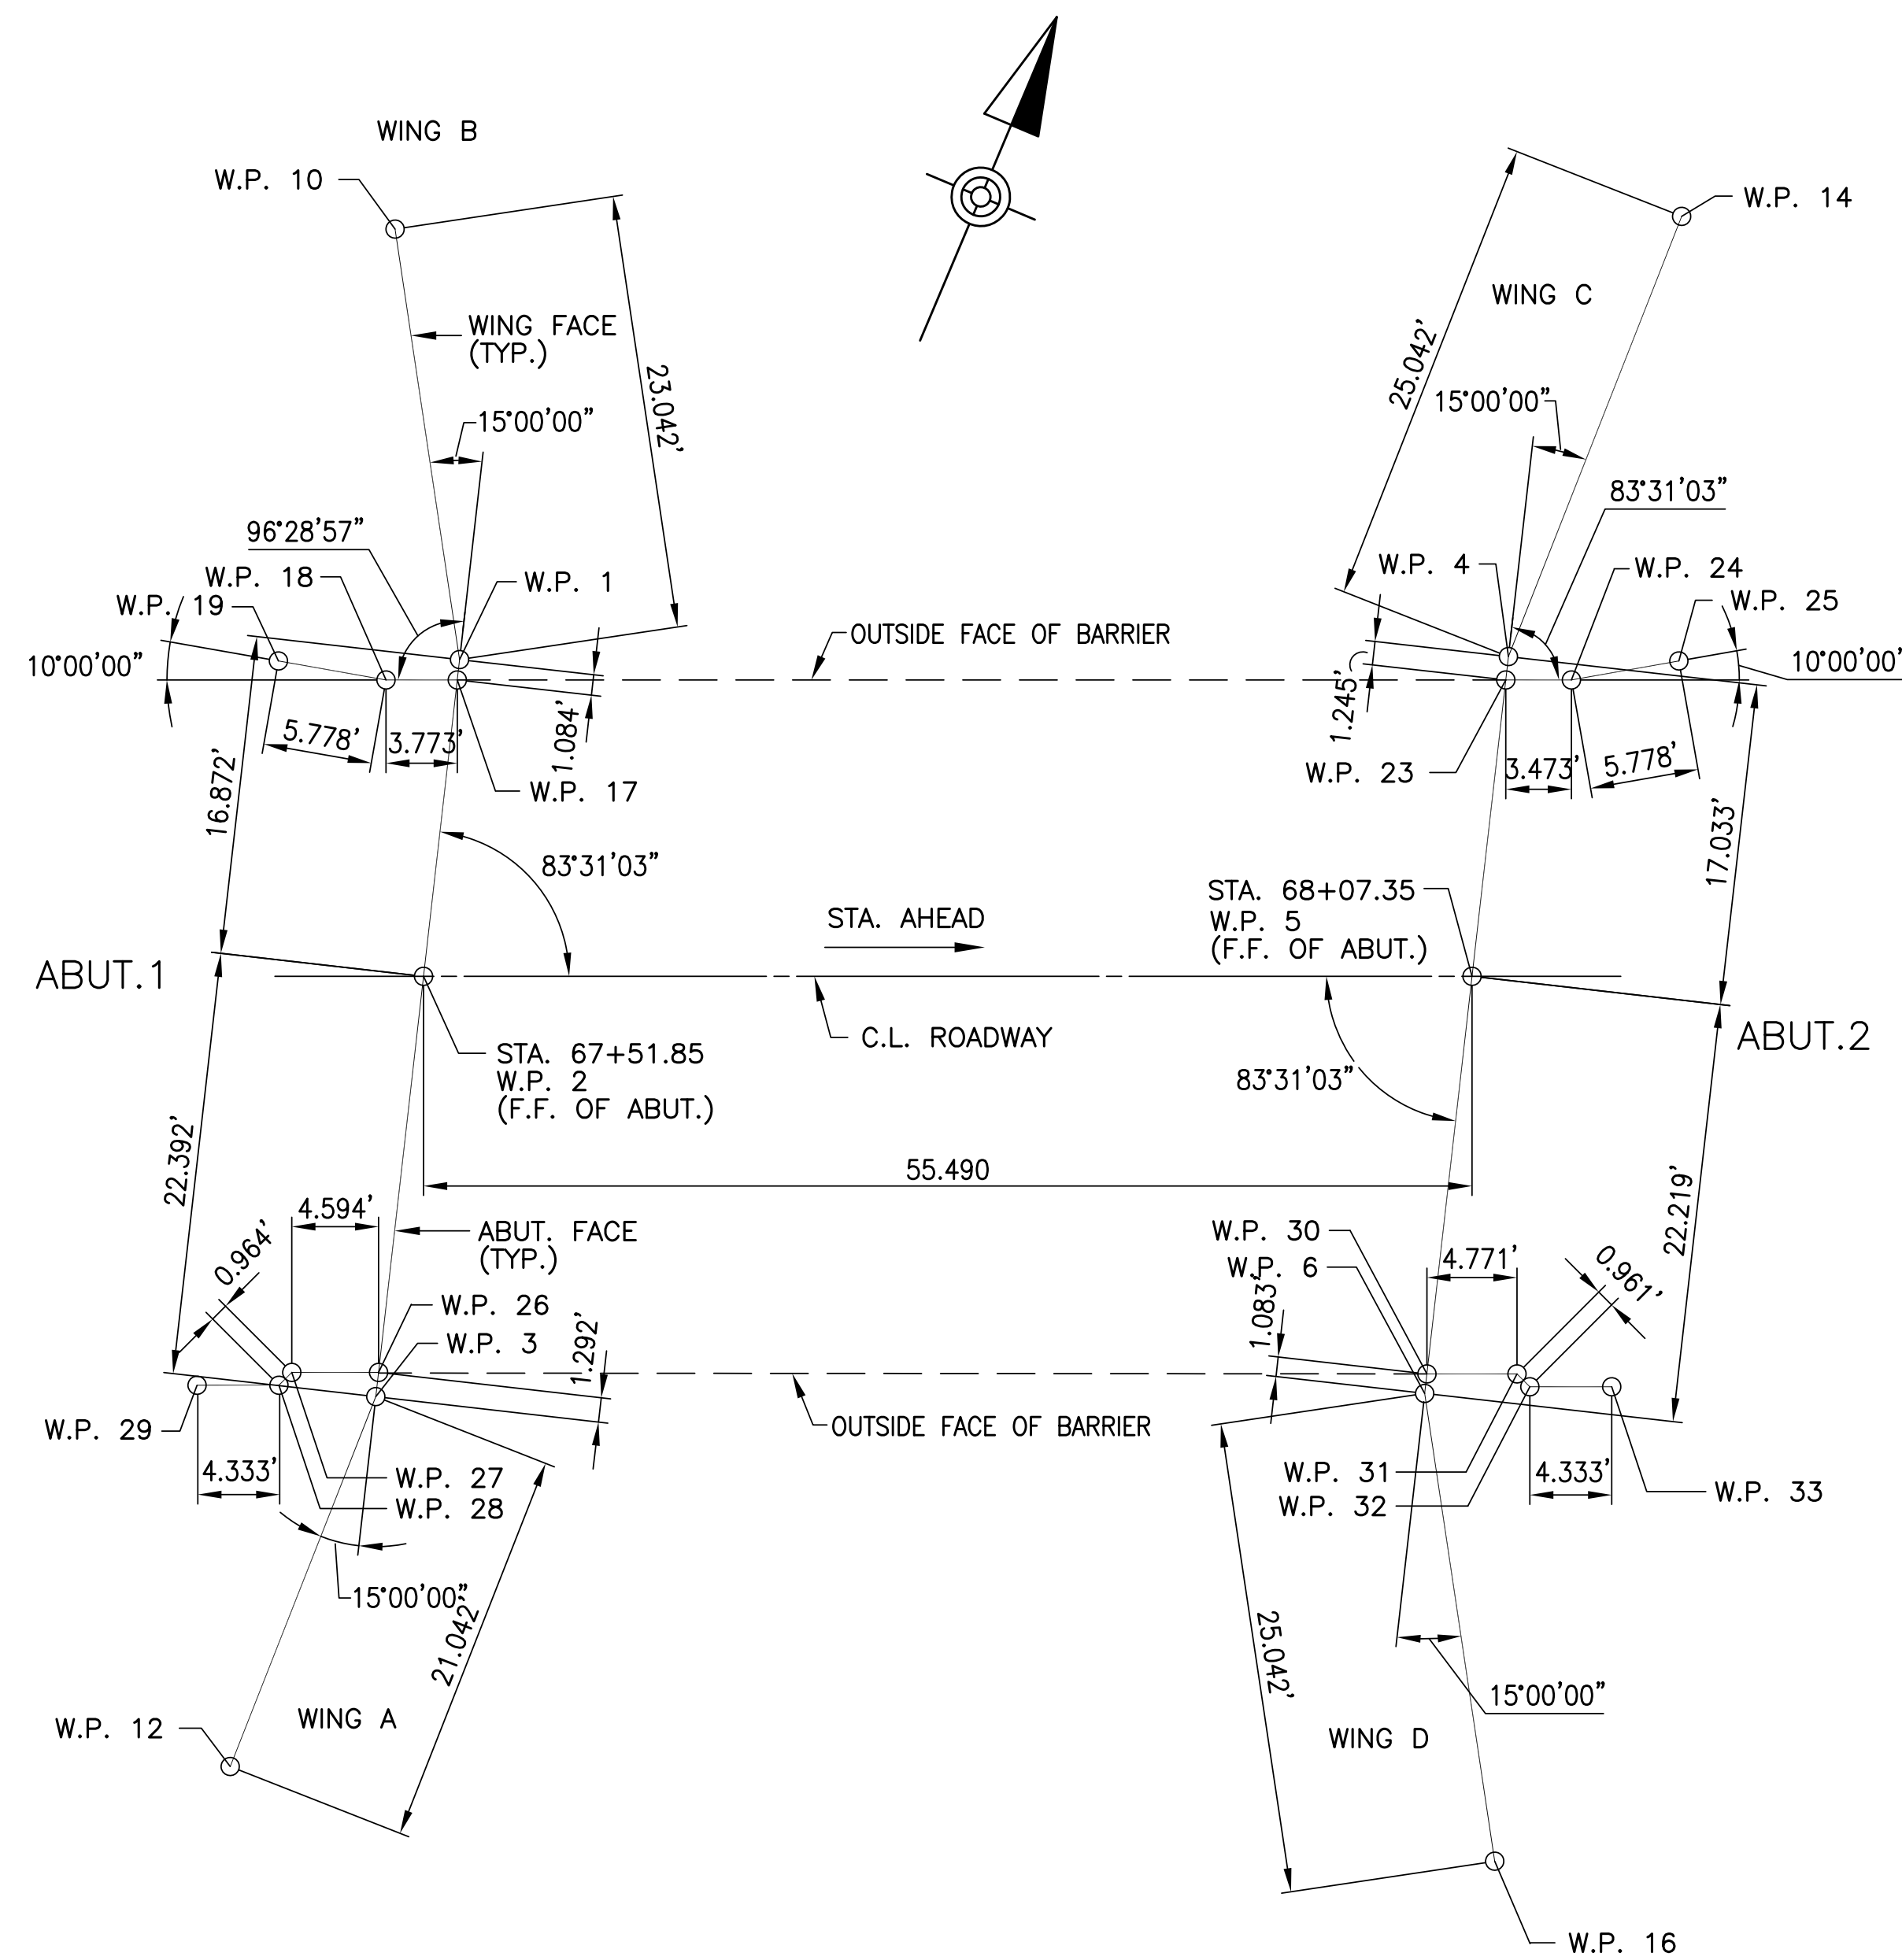 WING B
W.P. 10
W.P. 14
WING C
WING FACE
(TYP.)
23.042'
25.042'
15°00'00"
15°00'00"
83°31'03"
96°28'57"
W.P. 18
W.P. 1
W.P. 4
W.P. 24
W.P. 19
W.P. 25
OUTSIDE FACE OF BARRIER
10°00'00"
10°00'00'
1.245'
5.778'
3.773'
1.084'
W.P. 17
W.P. 23
3.473'
5.778'
16.872'
17.033'
83°31'03"
STA. AHEAD
STA. 68+07.35
W.P. 5
(F.F. OF ABUT.)
ABUT.1
C.L. ROADWAY
ABUT.2
STA. 67+51.85
W.P. 2
(F.F. OF ABUT.)
83°31'03"
22.392'
55.490
22.219'
4.594'
0.964'
ABUT. FACE
(TYP.)
W.P. 30
W.P. 6
4.771'
0.961'
1.083'
W.P. 26
W.P. 3
1.292'
W.P. 29
OUTSIDE FACE OF BARRIER
4.333'
W.P. 27
W.P. 28
W.P. 31
W.P. 32
4.333'
W.P. 33
15°00'00"
21.042'
25.042'
15°00'00"
W.P. 12
WING A
WING D
W.P. 16